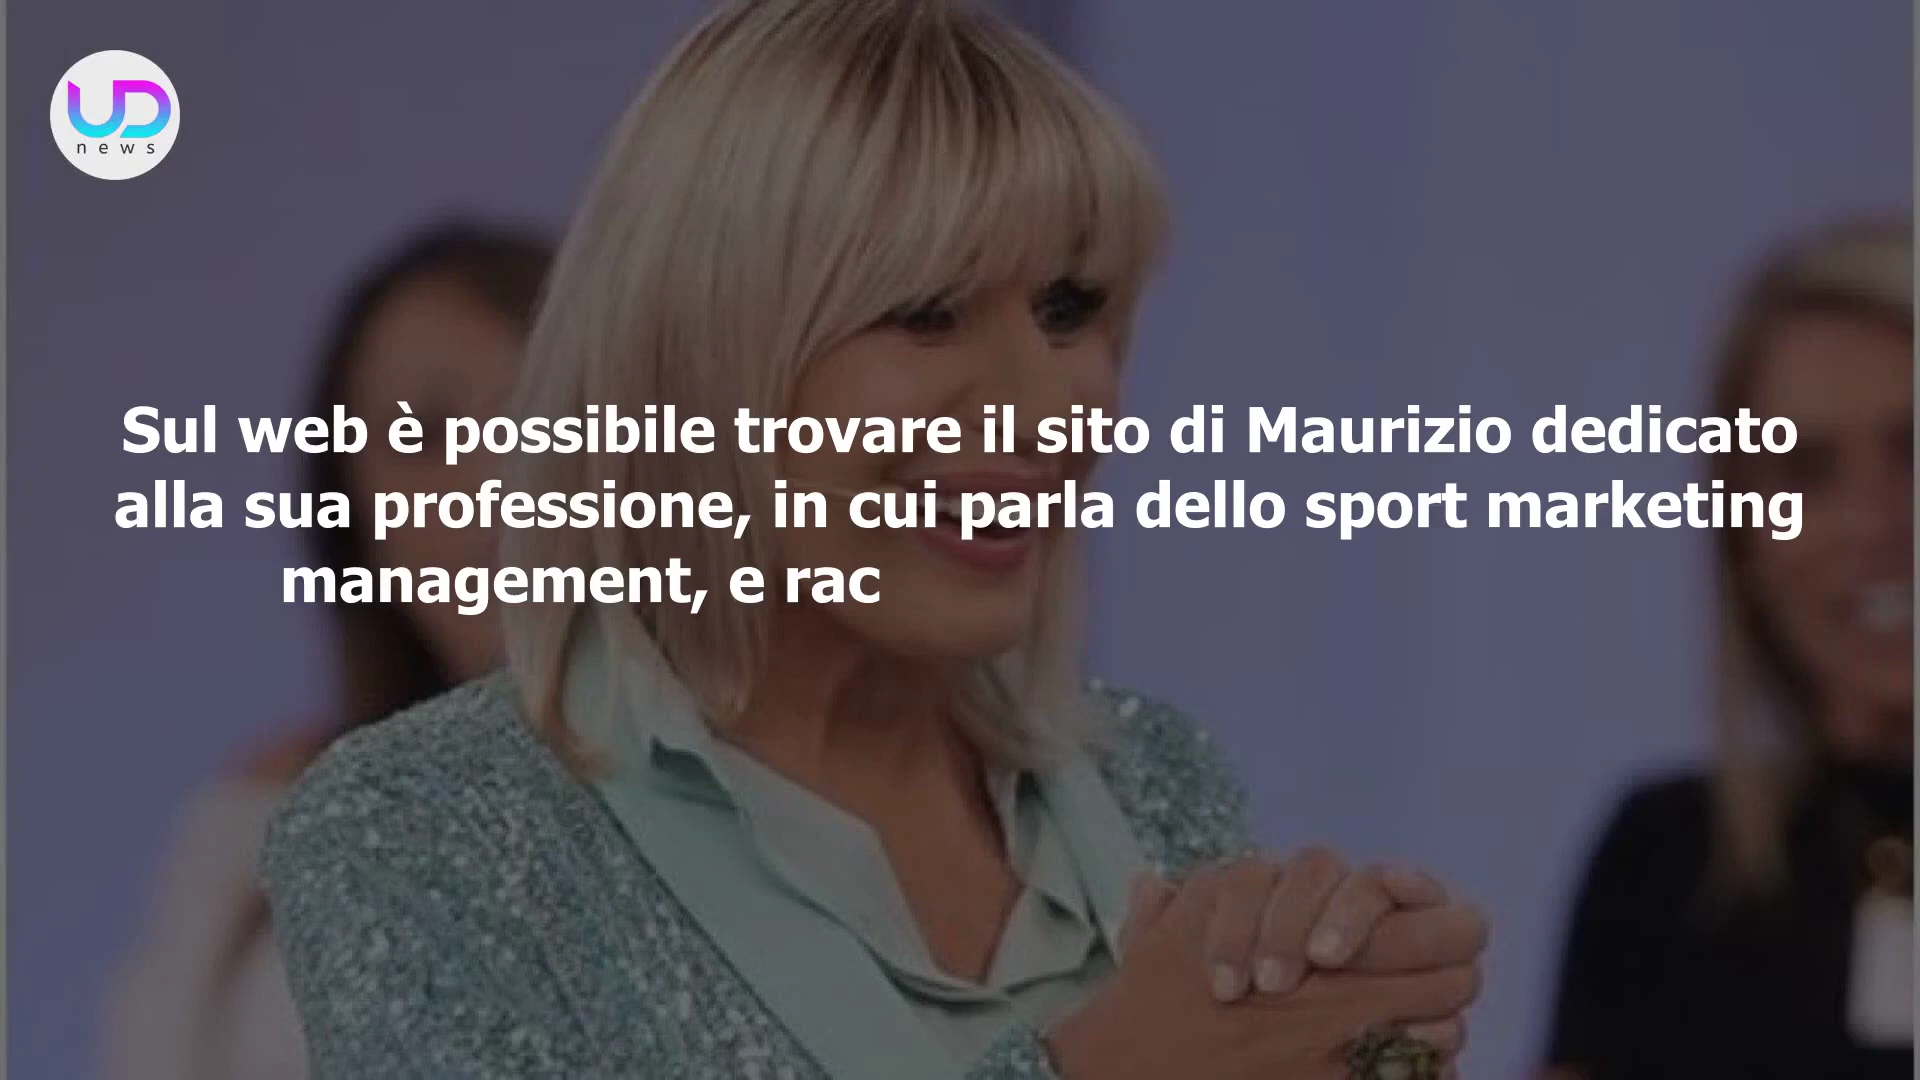 UD
news
Sul web è possibile trovare il sito di Maurizio dedicato
alla sua professione, in cui parla dello sport marketing
management, e rac